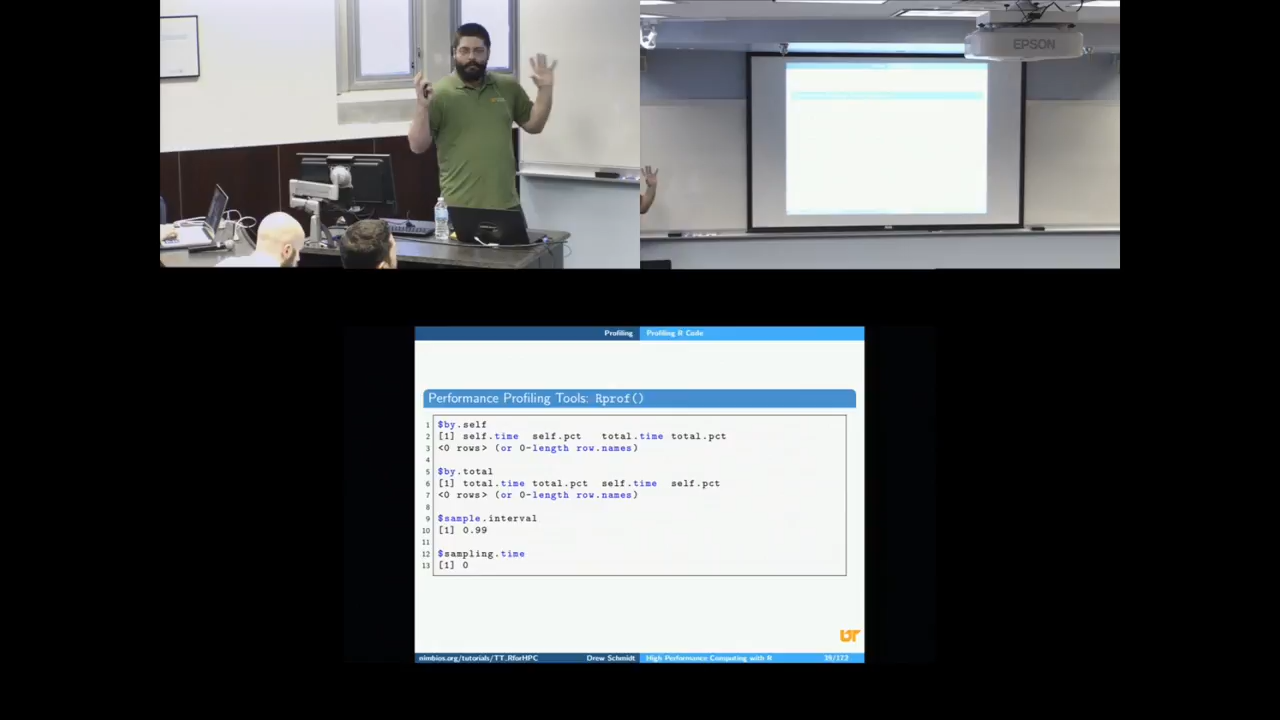 EPSON
Profiling Profiling R Code
Performance Profiling Tools: Rprof()
1 $by.self
2 [1] self.time self.pct total.time total.pct
3 <0 rows> (or 0-length row.names)
4
5 $by.total
6 [1] total.time total.pct self.time self.pct
7 <0 rows> (or 0-length row.names)
8
9 $sample.interval
10 [1] 0.99
11
12 $sampling.time
13 [1] 0
UT
nimbios.org/tutorials/TT_RforHPC Drew Schmidt High Performance Computing with R 39/122